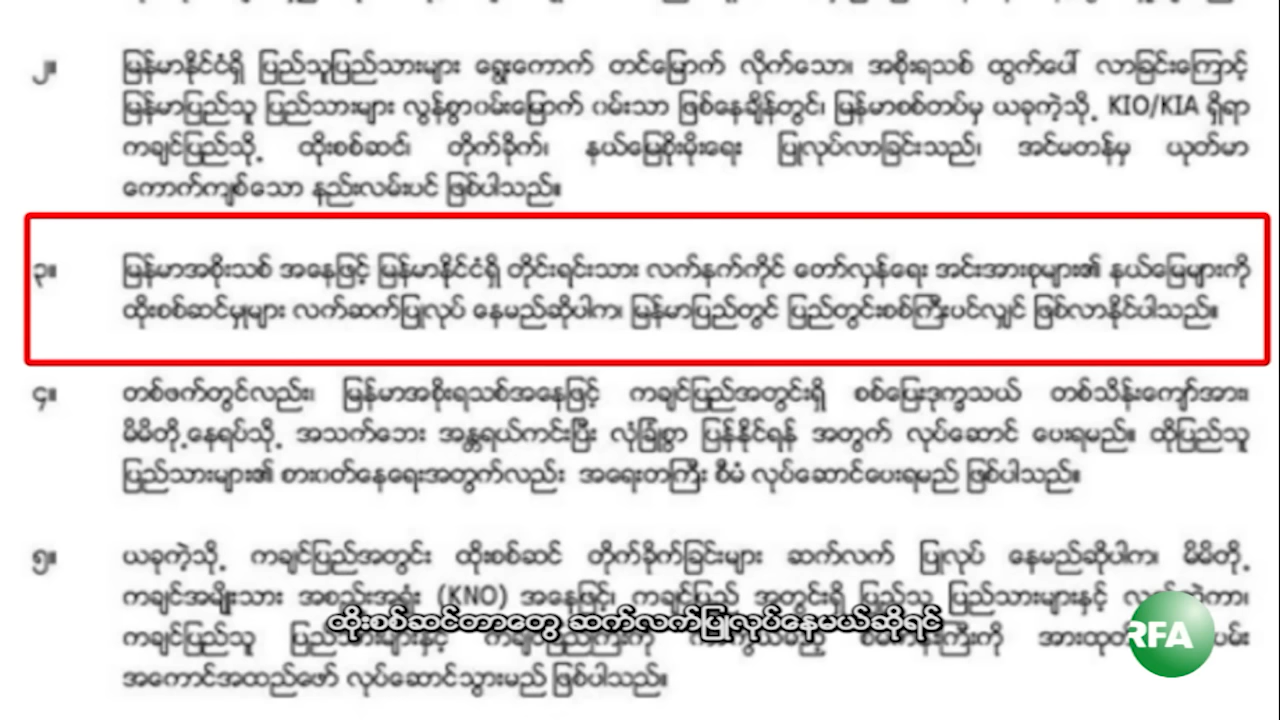 ၂။ မြန်မာနိုင်ငံရှိ ပြည်သူပြည်သားများ ရွေးကောက် တင်မြှောက် လိုက်သော၊ အစိုးရသစ် ထွက်ပေါ် လာခြင်းကြောင့်
မြန်မာပြည်သူ ပြည်သားများ လွန်စွာဝမ်းမြောက် ဝမ်းသာ ဖြစ်နေချိန်တွင်၊ မြန်မာစစ်တပ်မှ ယခုကဲ့သို့ KIO/KIA ရှိရာ
ကချင်ပြည်သို့ ထိုးစစ်ဆင်၊ တိုက်ခိုက်၊ နယ်မြေစိုးမိုးရေး ပြုလုပ်လာခြင်းသည်၊ အင်မတန်မှ ယုတ်မာ
ကောက်ကျစ်သော နည်းလမ်းပင် ဖြစ်ပါသည်။
၃။ မြန်မာအစိုးသစ် အနေဖြင့် မြန်မာနိုင်ငံရှိ တိုင်းရင်းသား လက်နက်ကိုင် တော်လှန်ရေး အင်းအားစုများ၏ နယ်မြေများကို
ထိုးစစ်ဆင်မှုများ လက်ဆက်ပြုလုပ် နေမည်ဆိုပါက၊ မြန်မာပြည်တွင် ပြည်တွင်းစစ်ကြီးပင်လျှင် ဖြစ်လာနိုင်ပါသည်။
၄။ တစ်ဖက်တွင်လည်း၊ မြန်မာအစိုးရသစ်အနေဖြင့် ကချင်ပြည်အတွင်းရှိ စစ်ပြေးဒုက္ခသယ် တစ်သိန်းကျော်အား၊
မိမိတို့နေရပ်သို့ အသက်ဘေး အန္တရယ်ကင်းပြီး လုံခြုံစွာ ပြန်နိုင်ရန် အတွက် လုပ်ဆောင် ပေးရမည်။ ထိုပြည်သူ
ပြည်သားများ၏ စားဝတ်နေရေးအတွက်လည်း အရေးတကြီး စီမံ လုပ်ဆောင်ပေးရမည် ဖြစ်ပါသည်။
၅။ ယခုကဲ့သို့ ကချင်ပြည်အတွင်း ထိုးစစ်ဆင် တိုက်ခိုက်ခြင်းများ ဆက်လက် ပြုလုပ် နေမည်ဆိုပါက၊ မိမိတို့
ကချင်အမျိုးသား အစည်းအရုံး (KNO) အနေဖြင့်၊ ကချင်ပြည် အတွင်းရှိ ပြည်သူ ပြည်သားများနှင့်
ထိုးစစ်ဆင်တာတွေ ဆက်လက်ပြုလုပ်နေမယ်ဆိုရင်
ကချင်ပြည်သူ
အကောင်အထည်ဖော် လုပ်ဆောင်သွားမည် ဖြစ်ပါသည်။
RFA